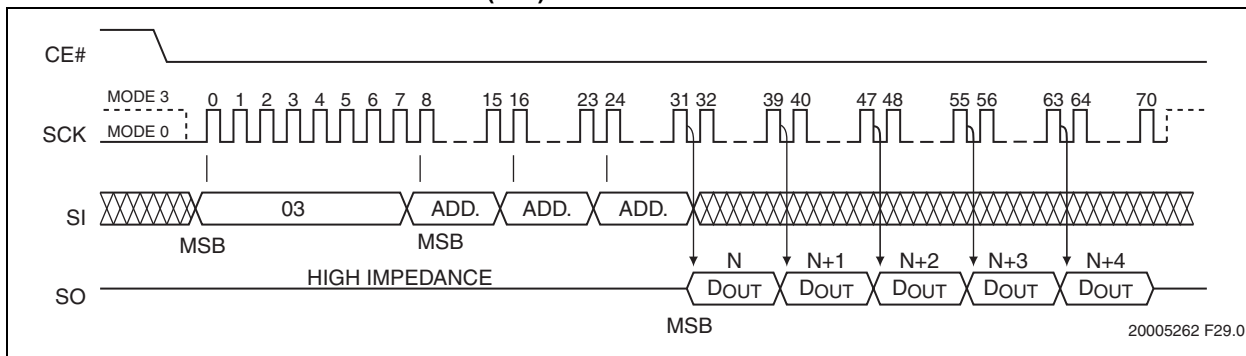 CE#
MODE 3
0 1 2 3 4 5 6 7 8 15 16 23 24 31 32 39 40 47 48 55 56 63 64 70
SCK
MODE 0
SI
03
ADD.
ADD.
ADD.
MSB
MSB
HIGH IMPEDANCE
N
N+1
N+2
N+3
N+4
SO
DOUT
DOUT
DOUT
DOUT
DOUT
MSB
20005262 F29.0